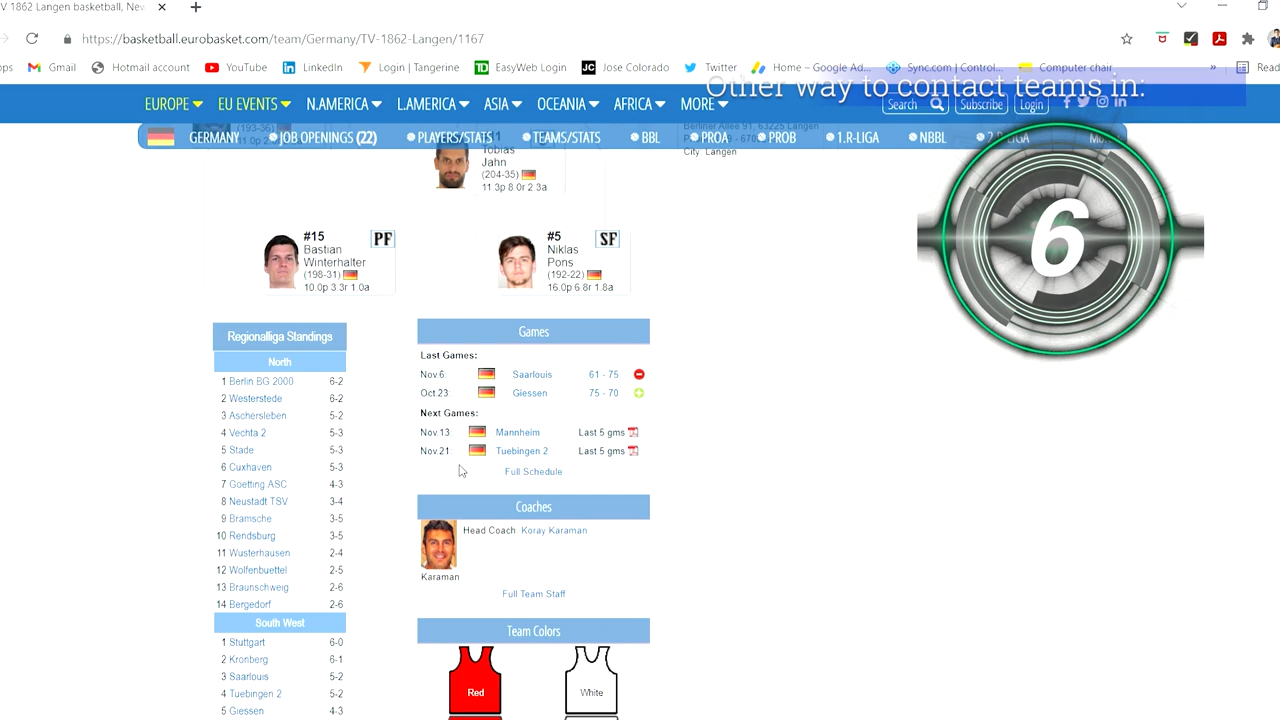 V 1862 Langen basketball, Nev
https://basketball.eurobasket.com/team/Germany/TV-1862-Langen/1167
ps Gmail Hotmail account YouTube LinkedIn Login | Tangerine EasyWeb Login Jose Colorado Twitter Home – Google Ad... Sync.com | Control... Computer chair » Read
Other way to contact teams in:
EUROPE EU EVENTS N.AMERICA L.AMERICA ASIA OCEANIA AFRICA MORE Search Subscribe Login
GERMANY JOB OPENINGS (22) PLAYERS/STATS TEAMS/STATS BBL PROA PROB 1.R-LIGA NBBL 2.R-LIGA
Berliner Allee 91, 63225 Langen
City Langen
Tobias
Jahn
(204-35)
11.3p 8.0r 2.3a
6
#15 PF
Bastian
Winterhalter
(198-31)
10.0p 3.3r 1.0a
#5 SF
Niklas
Pons
(192-22)
16.0p 6.8r 1.8a
Regionalliga Standings
North
1 Berlin BG 2000 6-2
2 Westerstede 6-2
3 Aschersleben 5-2
4 Vechta 2 5-3
5 Stade 5-3
6 Cuxhaven 5-3
7 Goetting ASC 4-3
8 Neustadt TSV 3-4
9 Bramsche 3-5
10 Rendsburg 3-5
11 Wusterhausen 2-4
12 Wolfenbuettel 2-5
13 Braunschweig 2-6
14 Bergedorf 2-6
South West
1 Stuttgart 6-0
2 Kronberg 6-1
3 Saarlouis 5-2
4 Tuebingen 2 5-2
5 Giessen 4-3
Games
Last Games:
Nov.6: Saarlouis 61 - 75
Oct.23: Giessen 75 - 70
Next Games:
Nov.13: Mannheim Last 5 gms
Nov.21: Tuebingen 2 Last 5 gms
Full Schedule
Coaches
Head Coach Koray Karaman
Karaman
Full Team Staff
Team Colors
Red White